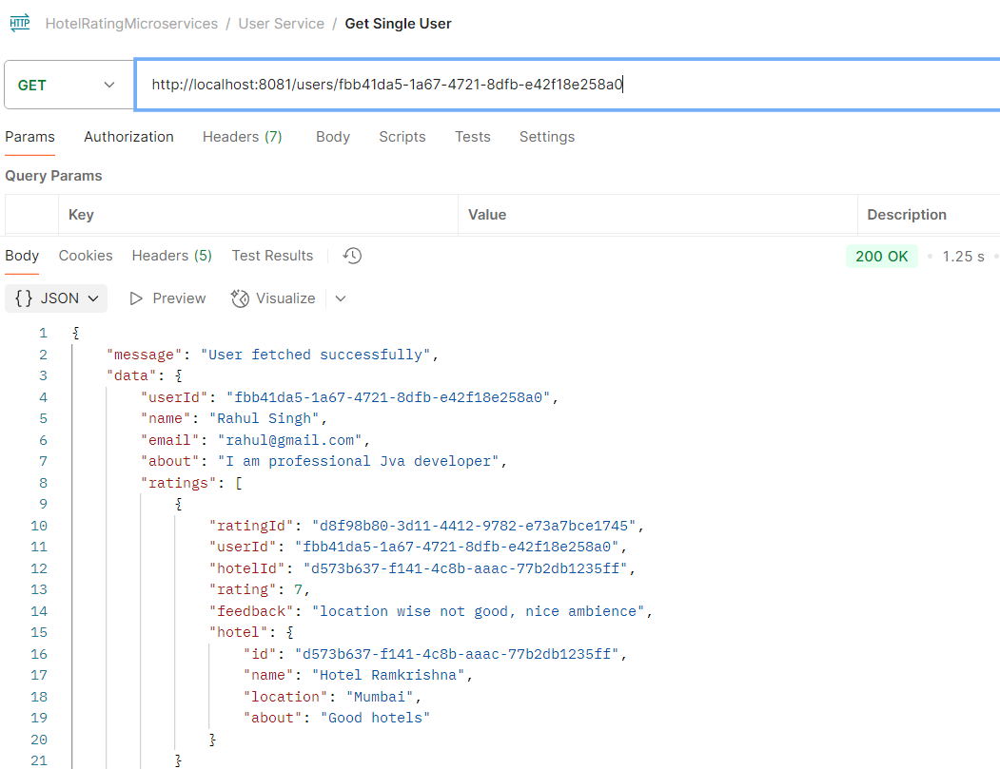 HTTP HotelRatingMicroservices / User Service / Get Single User
GET http://localhost:8081/users/fbb41da5-1a67-4721-8dfb-e42f18e258a0
Params Authorization Headers (7) Body Scripts Tests Settings
Query Params
Key Value Description
Body Cookies Headers (5) Test Results 200 OK • 1.25 s •
{} JSON Preview Visualize
1 {
2 "message": "User fetched successfully",
3 "data": {
4 "userId": "fbb41da5-1a67-4721-8dfb-e42f18e258a0",
5 "name": "Rahul Singh",
6 "email": "rahul@gmail.com",
7 "about": "I am professional Jva developer",
8 "ratings": [
9 {
10 "ratingId": "d8f98b80-3d11-4412-9782-e73a7bce1745",
11 "userId": "fbb41da5-1a67-4721-8dfb-e42f18e258a0",
12 "hotelId": "d573b637-f141-4c8b-aaac-77b2db1235ff",
13 "rating": 7,
14 "feedback": "location wise not good, nice ambience",
15 "hotel": {
16 "id": "d573b637-f141-4c8b-aaac-77b2db1235ff",
17 "name": "Hotel Ramkrishna",
18 "location": "Mumbai",
19 "about": "Good hotels"
20 }
21 }